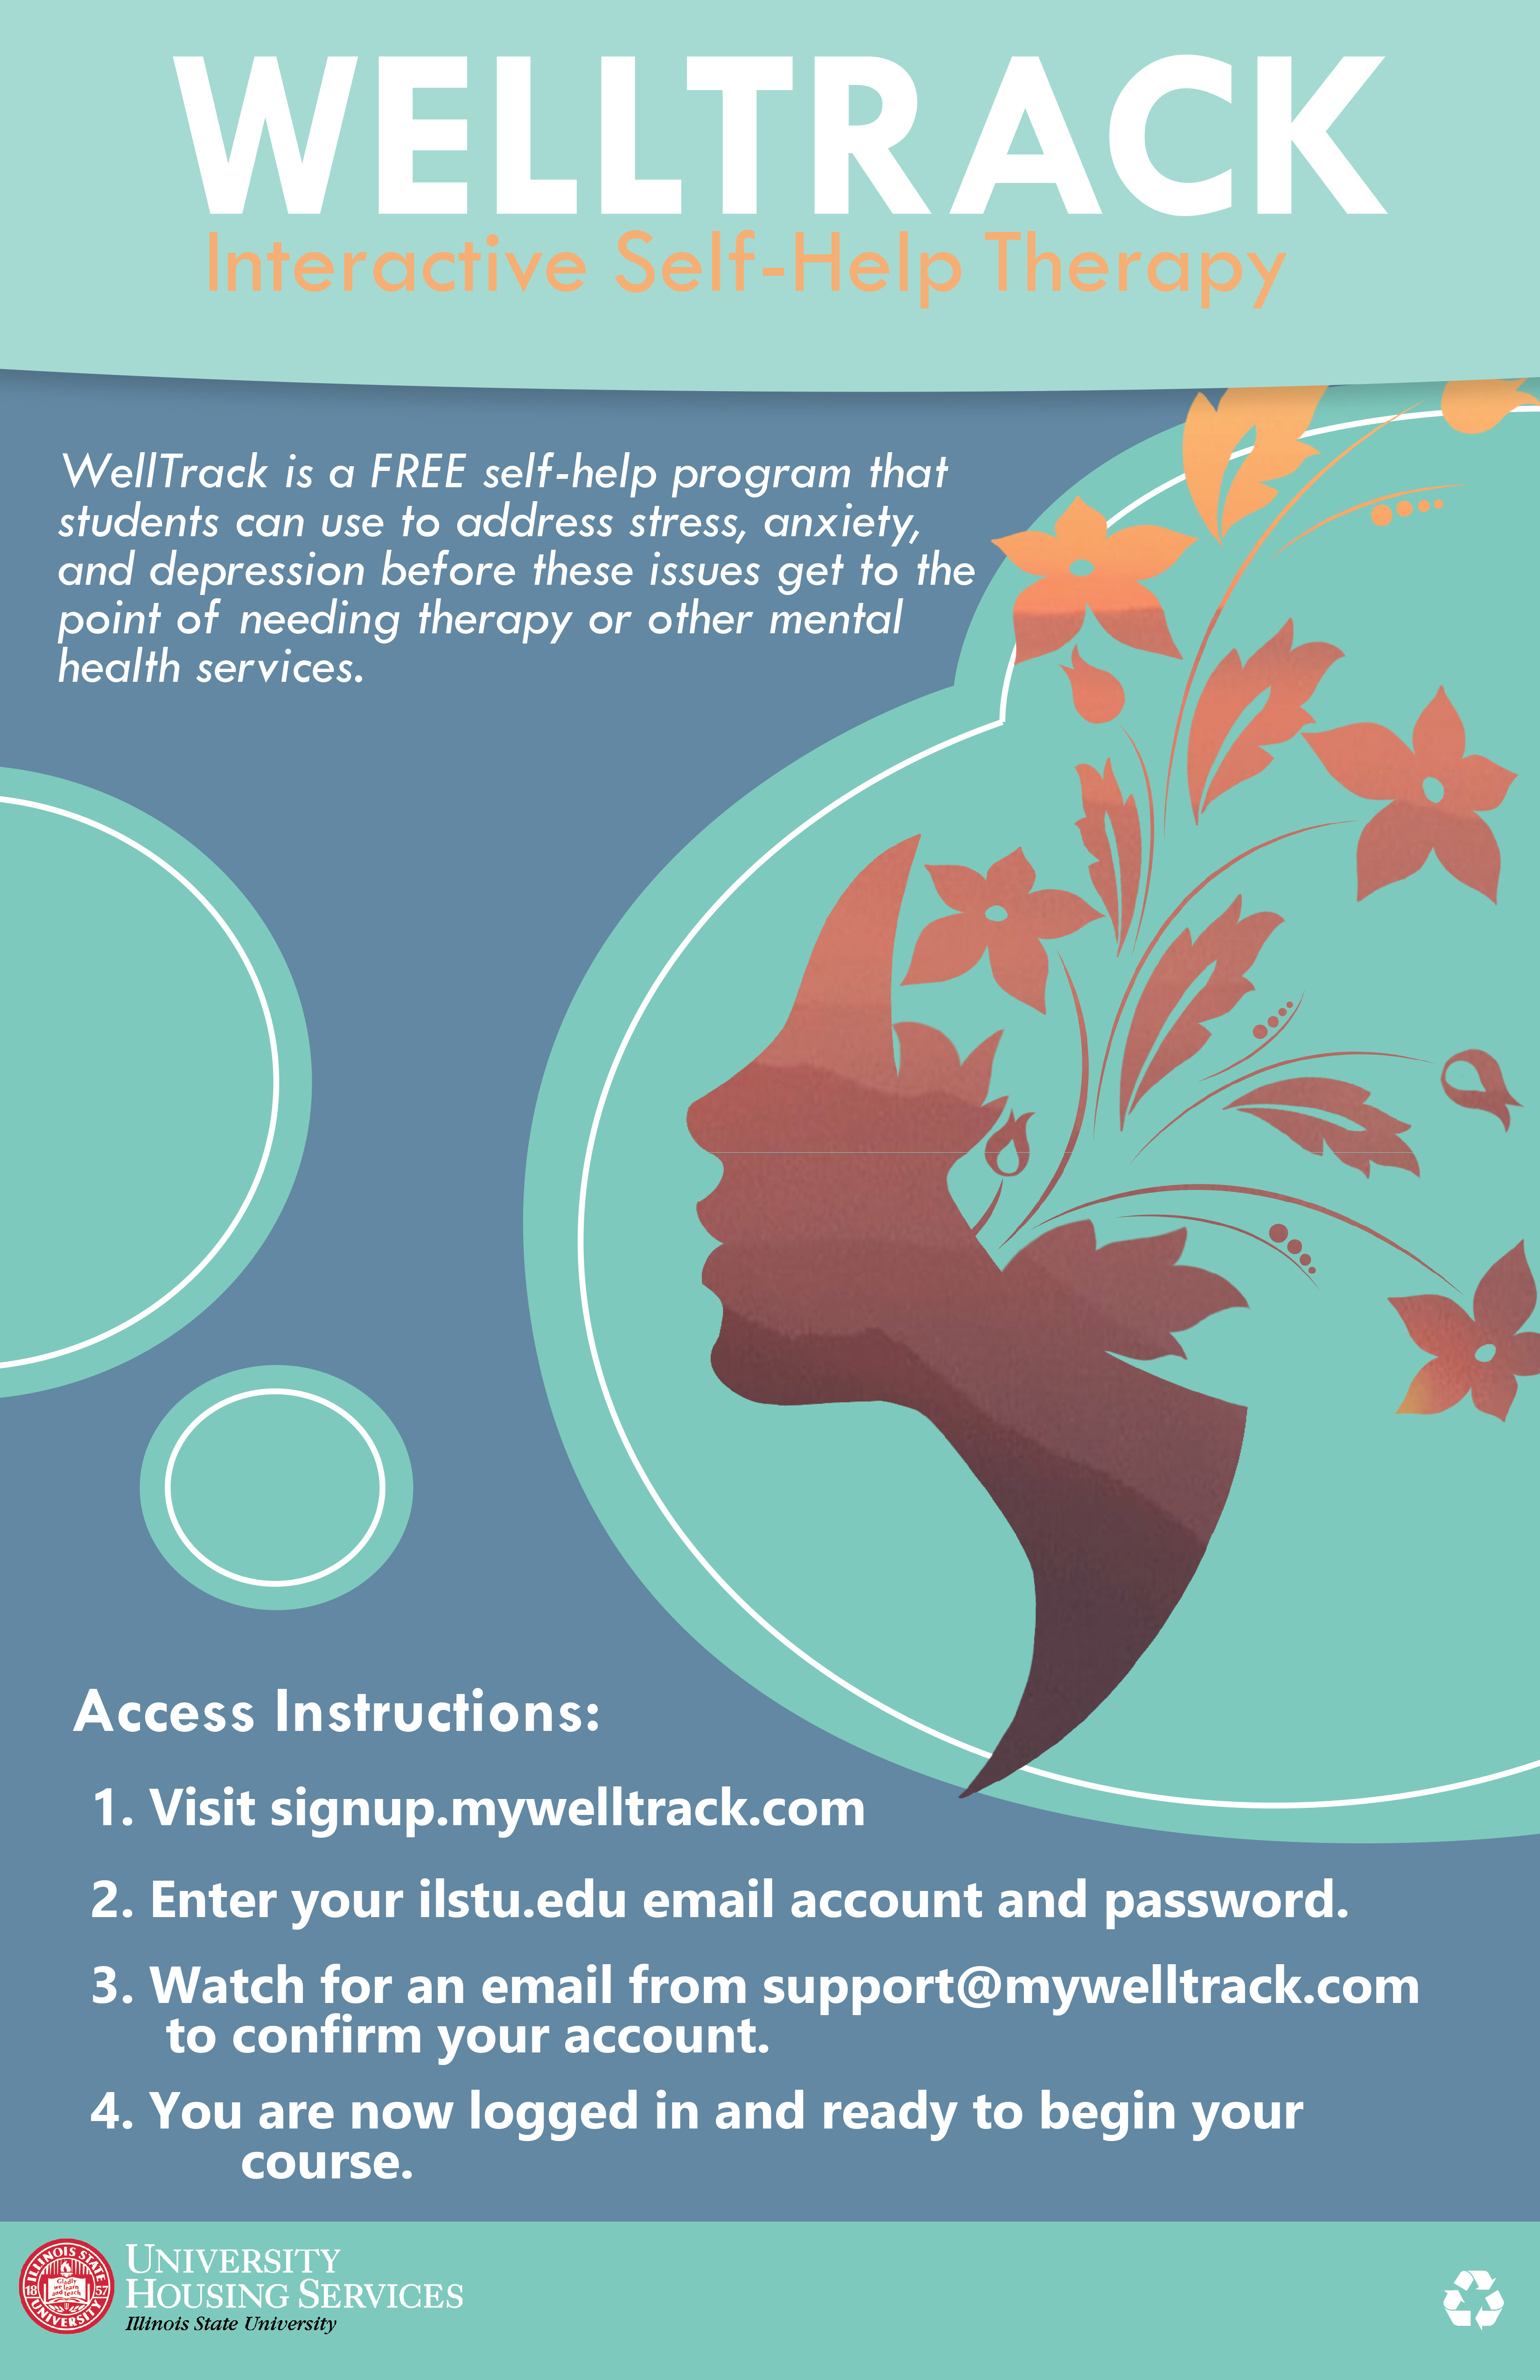 WELLTRACK
Interactive Self-Help Therapy
WellTrack is a FREE self-help program that
students can use to address stress, anxiety,
and depression before these issues get to the
point of needing therapy or other mental
health services.
Access Instructions:
1. Visit signup.mywelltrack.com
2. Enter your ilstu.edu email account and password.
3. Watch for an email from support@mywelltrack.com
to confirm your account.
4. You are now logged in and ready to begin your
course.
ILLINOIS STATE
18 57
Gladly
we learn
and teach
UNIVERSITY
UNIVERSITY
HOUSING SERVICES
Illinois State University